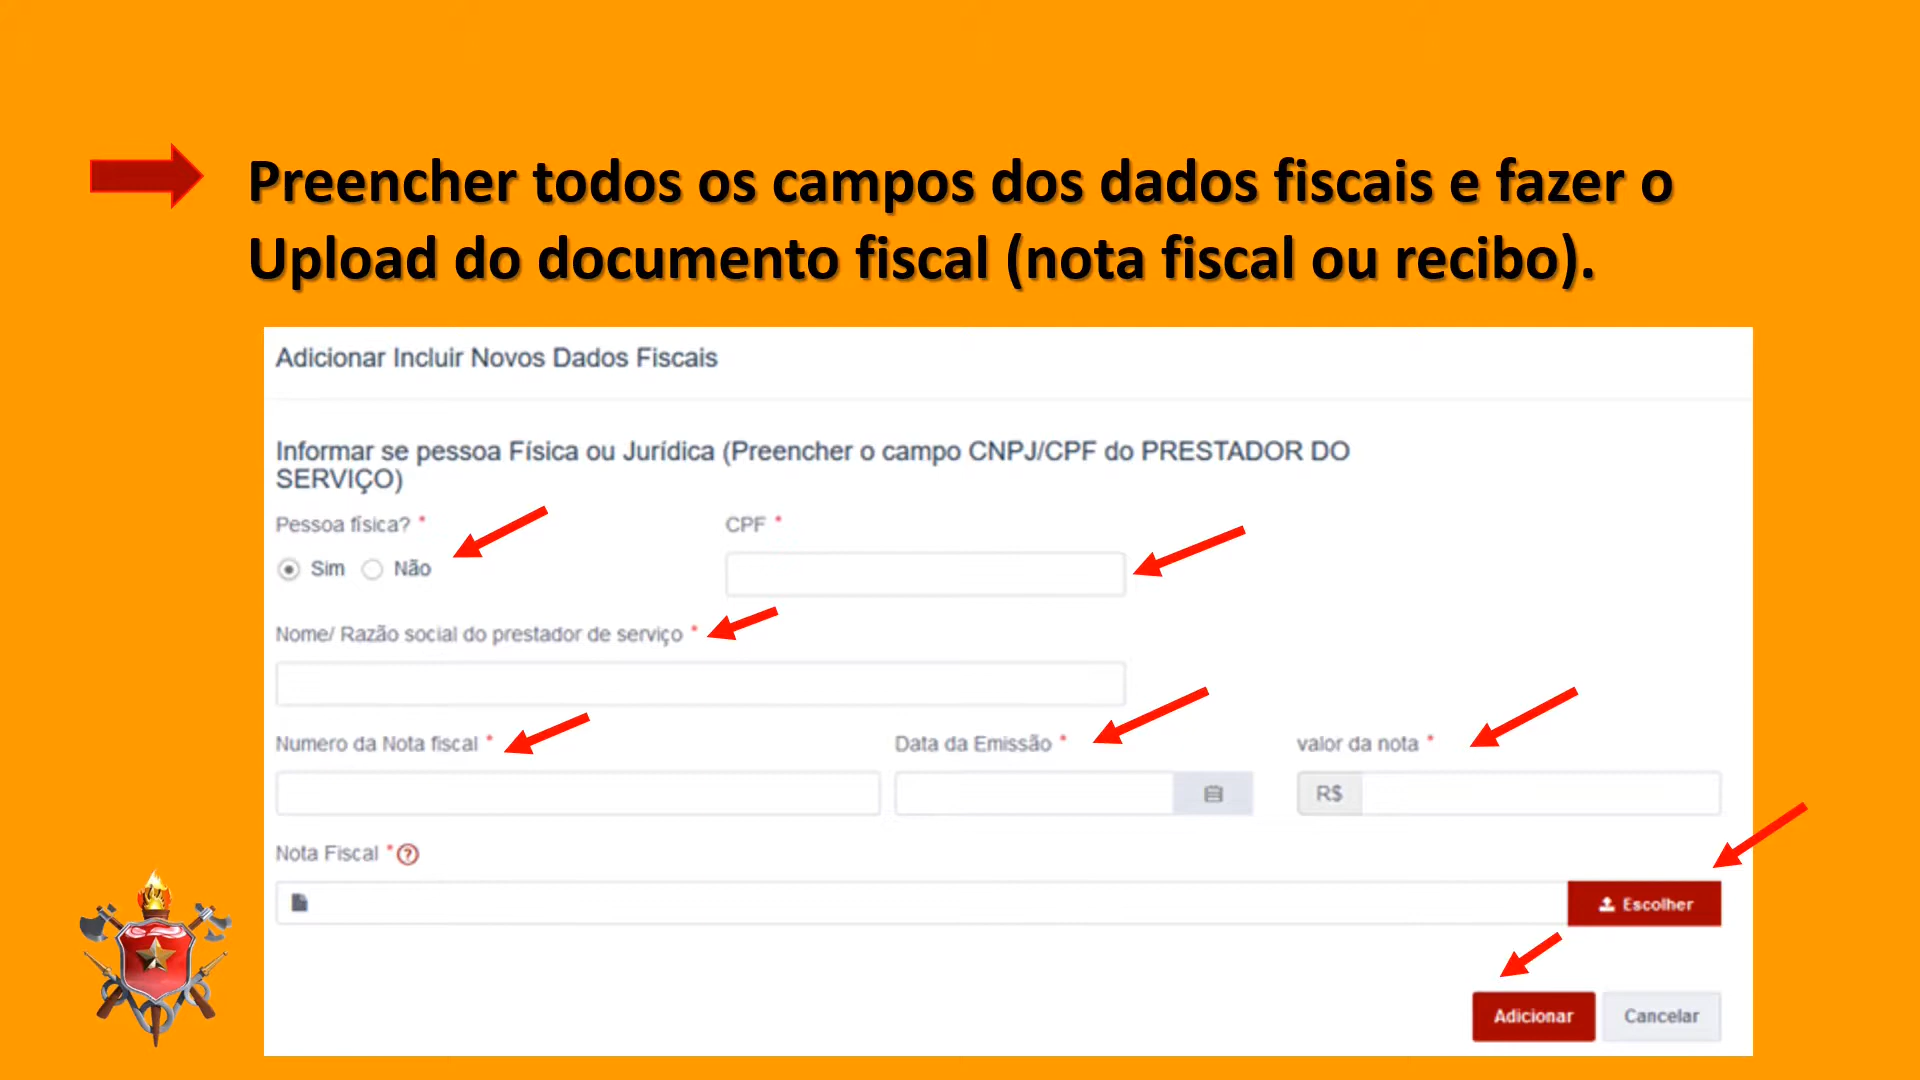 Preencher todos os campos dos dados fiscais e fazer o
Upload do documento fiscal (nota fiscal ou recibo).
Adicionar Incluir Novos Dados Fiscais
Informar se pessoa Física ou Jurídica (Preencher o campo CNPJ/CPF do PRESTADOR DO
SERVIÇO)
Pessoa física? * CPF *
Sim Não
Nome/ Razão social do prestador de serviço *
Numero da Nota fiscal * Data da Emissão * valor da nota *
R$
Nota Fiscal * ?
Escolher
Adicionar Cancelar